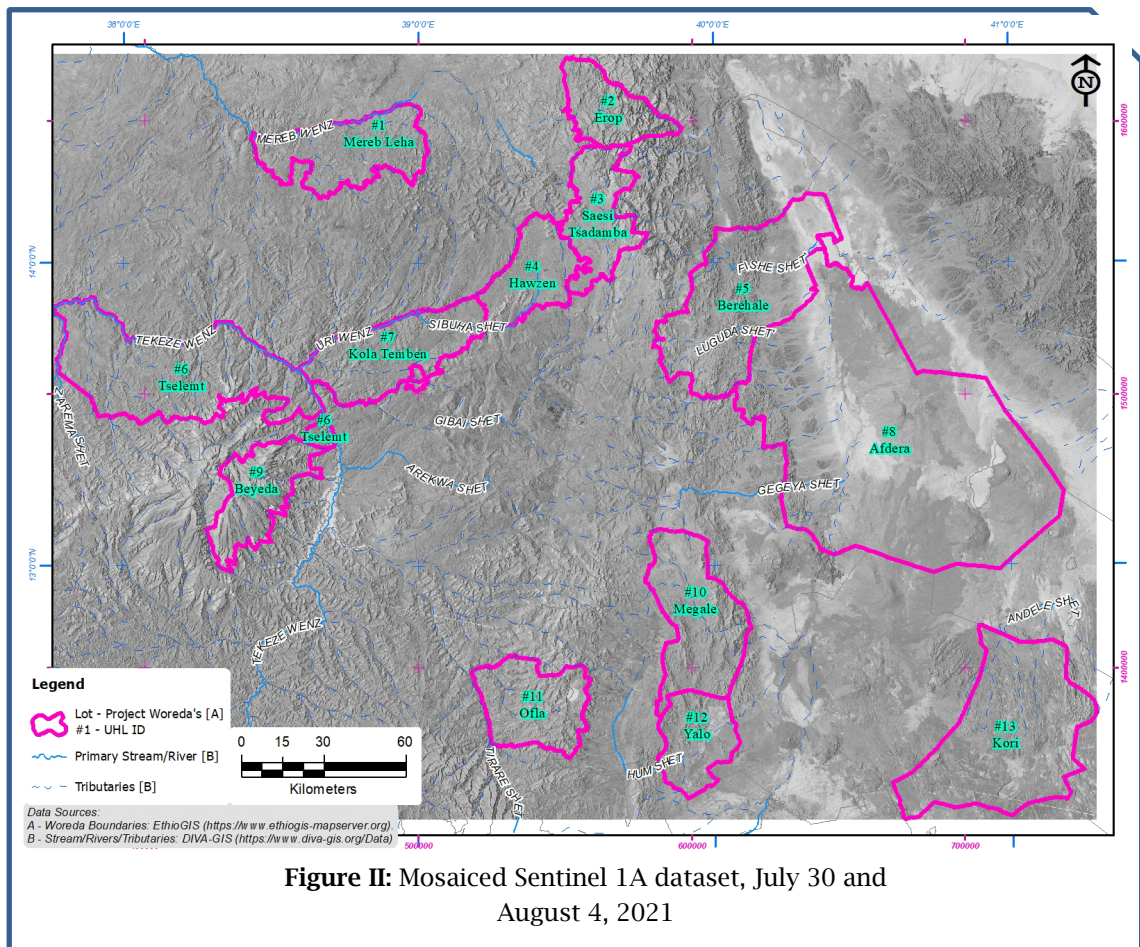 38°0'0"E
39°0'0"E
40°0'0"E
41°0'0"E
N
#2
Erop
#1
Mereb Leha
MEREB WENZ
1600000
#3
Saesi
Tsadamba
14°0'0"N
#4
Hawzen
FISHE SHET
#5
Berehale
SIBUHA SHET
URI WENZ
LUGUDA SHET
TEKEZE WENZ
#7
Kola Temben
#6
Tselemt
1500000
ZAREMA SHET
GIBAI SHET
#6
Tselemt
#8
Afdera
#9
Beyeda
AREKWA SHET
GEGEYA SHET
13°0'0"N
#10
Megale
ANDELE SHET
TEKEZE WENZ
1400000
#11
Ofla
#12
Yalo
#13
Kori
TIRARE SHET
HUM SHET
Legend
Lot - Project Woreda's [A]
#1 - UHL ID
Primary Stream/River [B]
Tributaries [B]
0 15 30 60
Kilometers
Data Sources:
A - Woreda Boundaries: EthioGIS (https://www.ethiogis-mapserver.org).
B - Stream/Rivers/Tributaries: DIVA-GIS (https://www.diva-gis.org/Data)
500000
600000
700000
Figure II: Mosaiced Sentinel 1A dataset, July 30 and
August 4, 2021